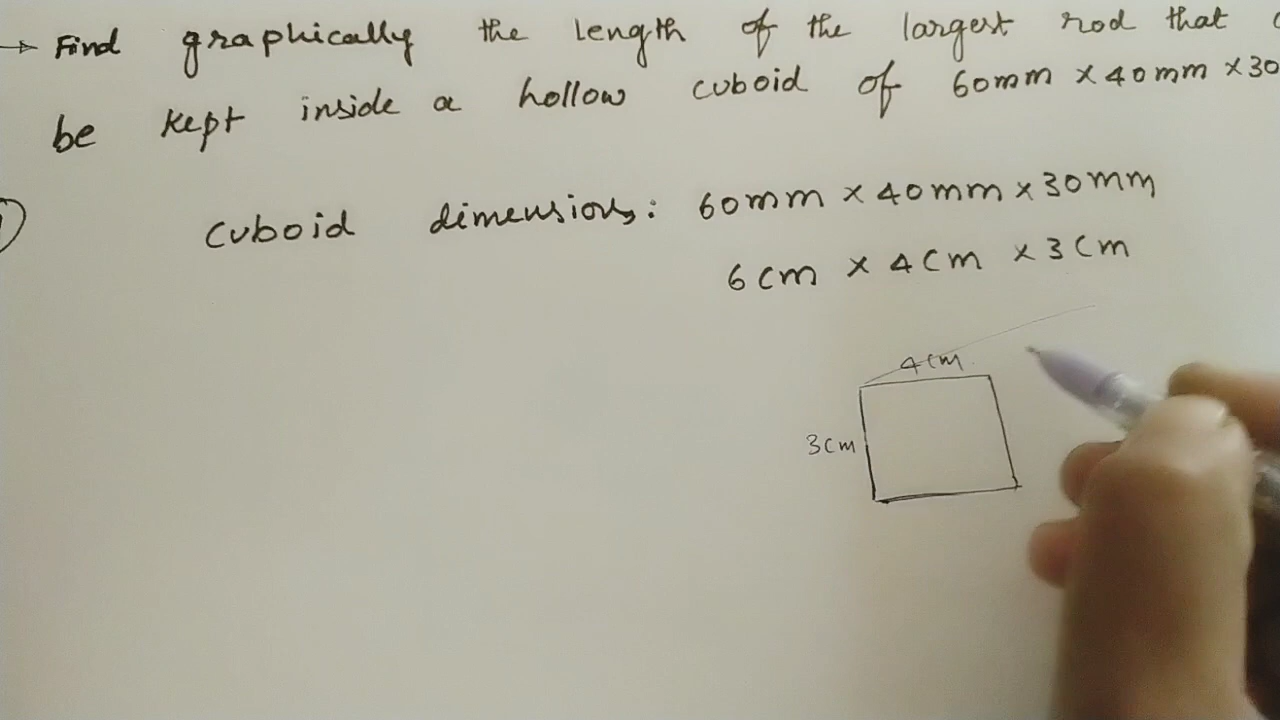 → Find graphically the length of the largest rod that
be kept inside a hollow cuboid of 60mm × 40mm × 30
Cuboid dimensions: 60mm × 40mm × 30mm
6cm × 4cm × 3cm
4cm
3cm